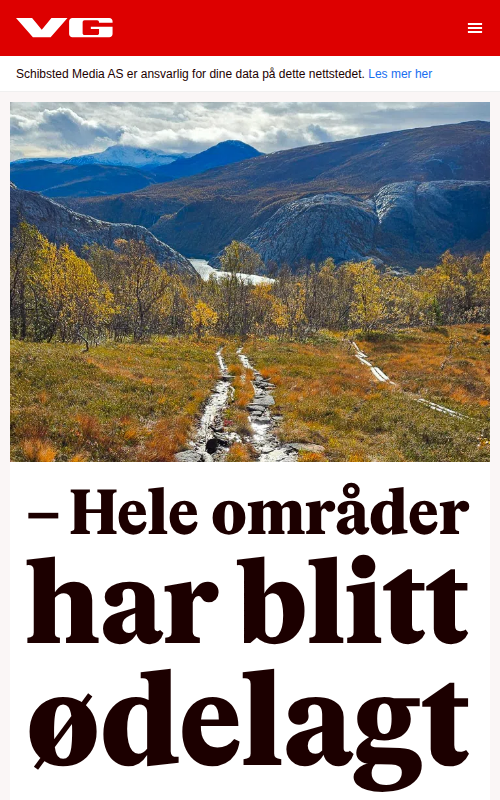 VG
Schibsted Media AS er ansvarlig for dine data på dette nettstedet. Les mer her
– Hele områder
har blitt
ødelagt